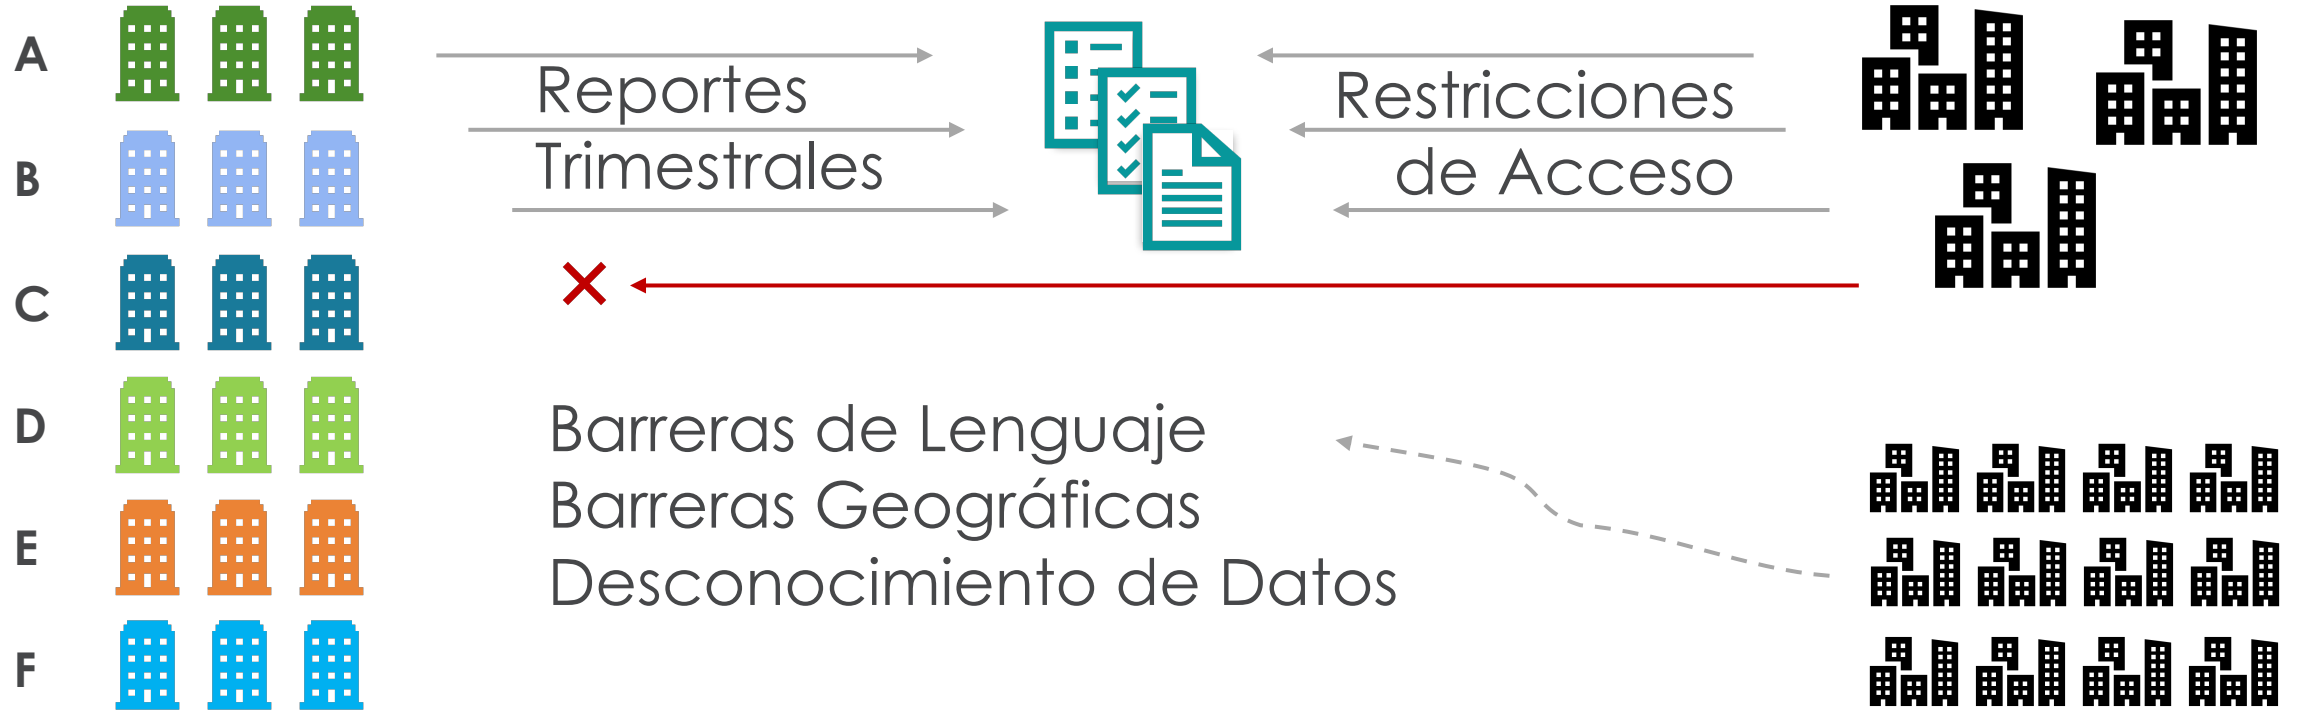 A
B
C
D
E
F
Reportes
Trimestrales
Restricciones
de Acceso
Barreras de Lenguaje
Barreras Geográficas
Desconocimiento de Datos